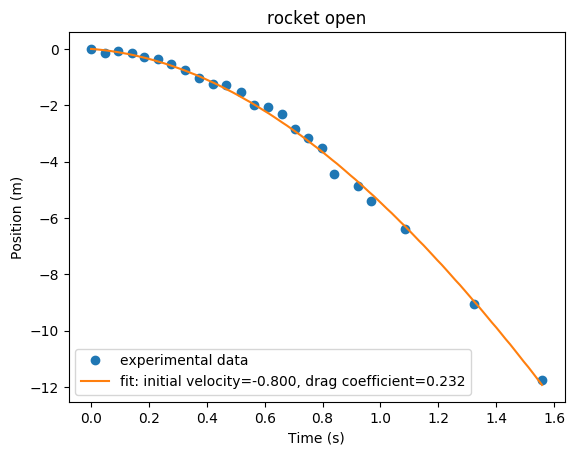 rocket open
0
−2
−4
−6
−8
−10
−12
Position (m)
experimental data
fit: initial velocity=-0.800, drag coefficient=0.232
0.0 0.2 0.4 0.6 0.8 1.0 1.2 1.4 1.6
Time (s)